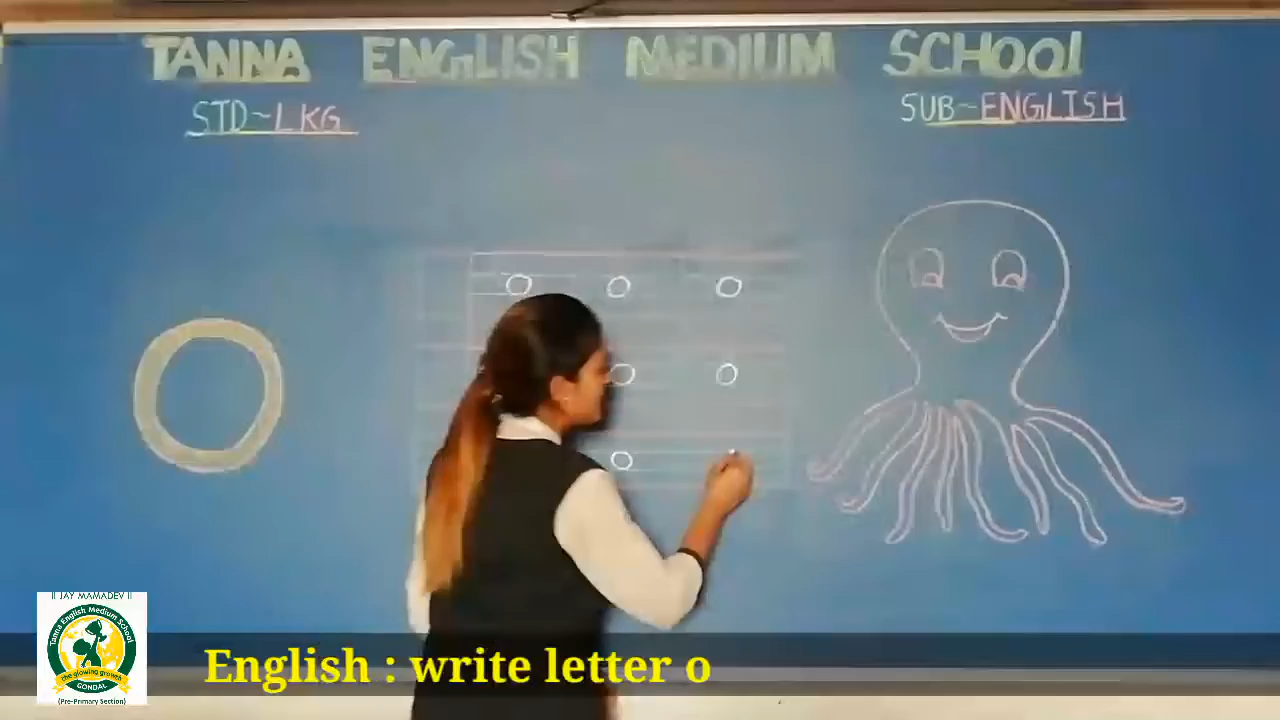 TANNA ENGLISH MEDIUM SCHOOL
STD~LKG
SUB~ENGLISH
O
o o o
o o
o
II JAY MAMADEV II
Tanna English Medium School
the glowing growth
GONDAL
(Pre-Primary Section)
English : write letter o